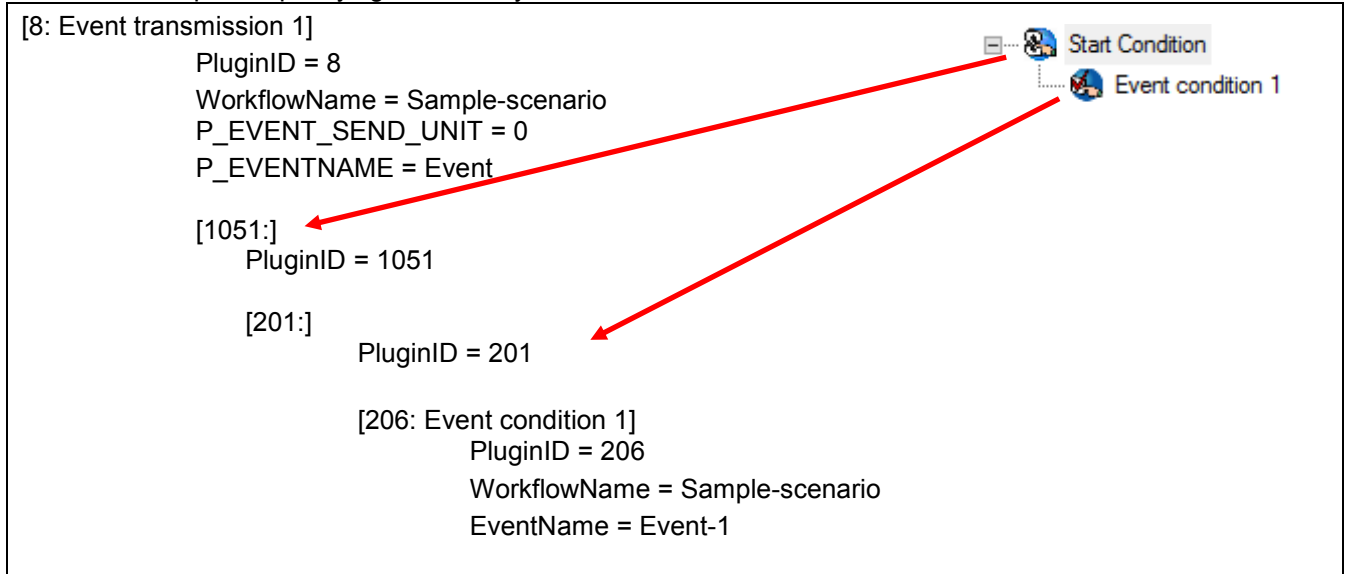 [8: Event transmission 1]
PluginID = 8
WorkflowName = Sample-scenario
P_EVENT_SEND_UNIT = 0
P_EVENTNAME = Event
[1051:]
PluginID = 1051
[201:]
PluginID = 201
[206: Event condition 1]
PluginID = 206
WorkflowName = Sample-scenario
EventName = Event-1
Start Condition
Event condition 1